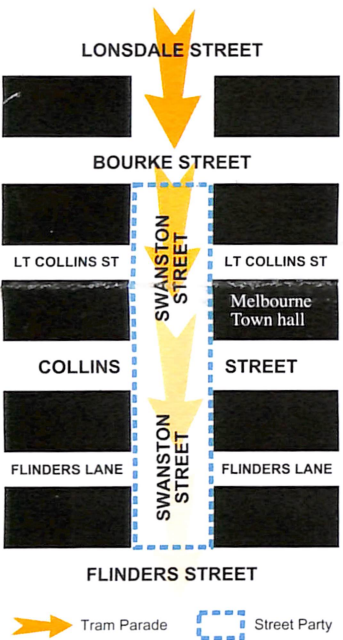 LONSDALE STREET
BOURKE STREET
SWANSTON
STREET
LT COLLINS ST
LT COLLINS ST
Melbourne
Town hall
COLLINS STREET
SWANSTON
STREET
FLINDERS LANE
FLINDERS LANE
FLINDERS STREET
Tram Parade
Street Party